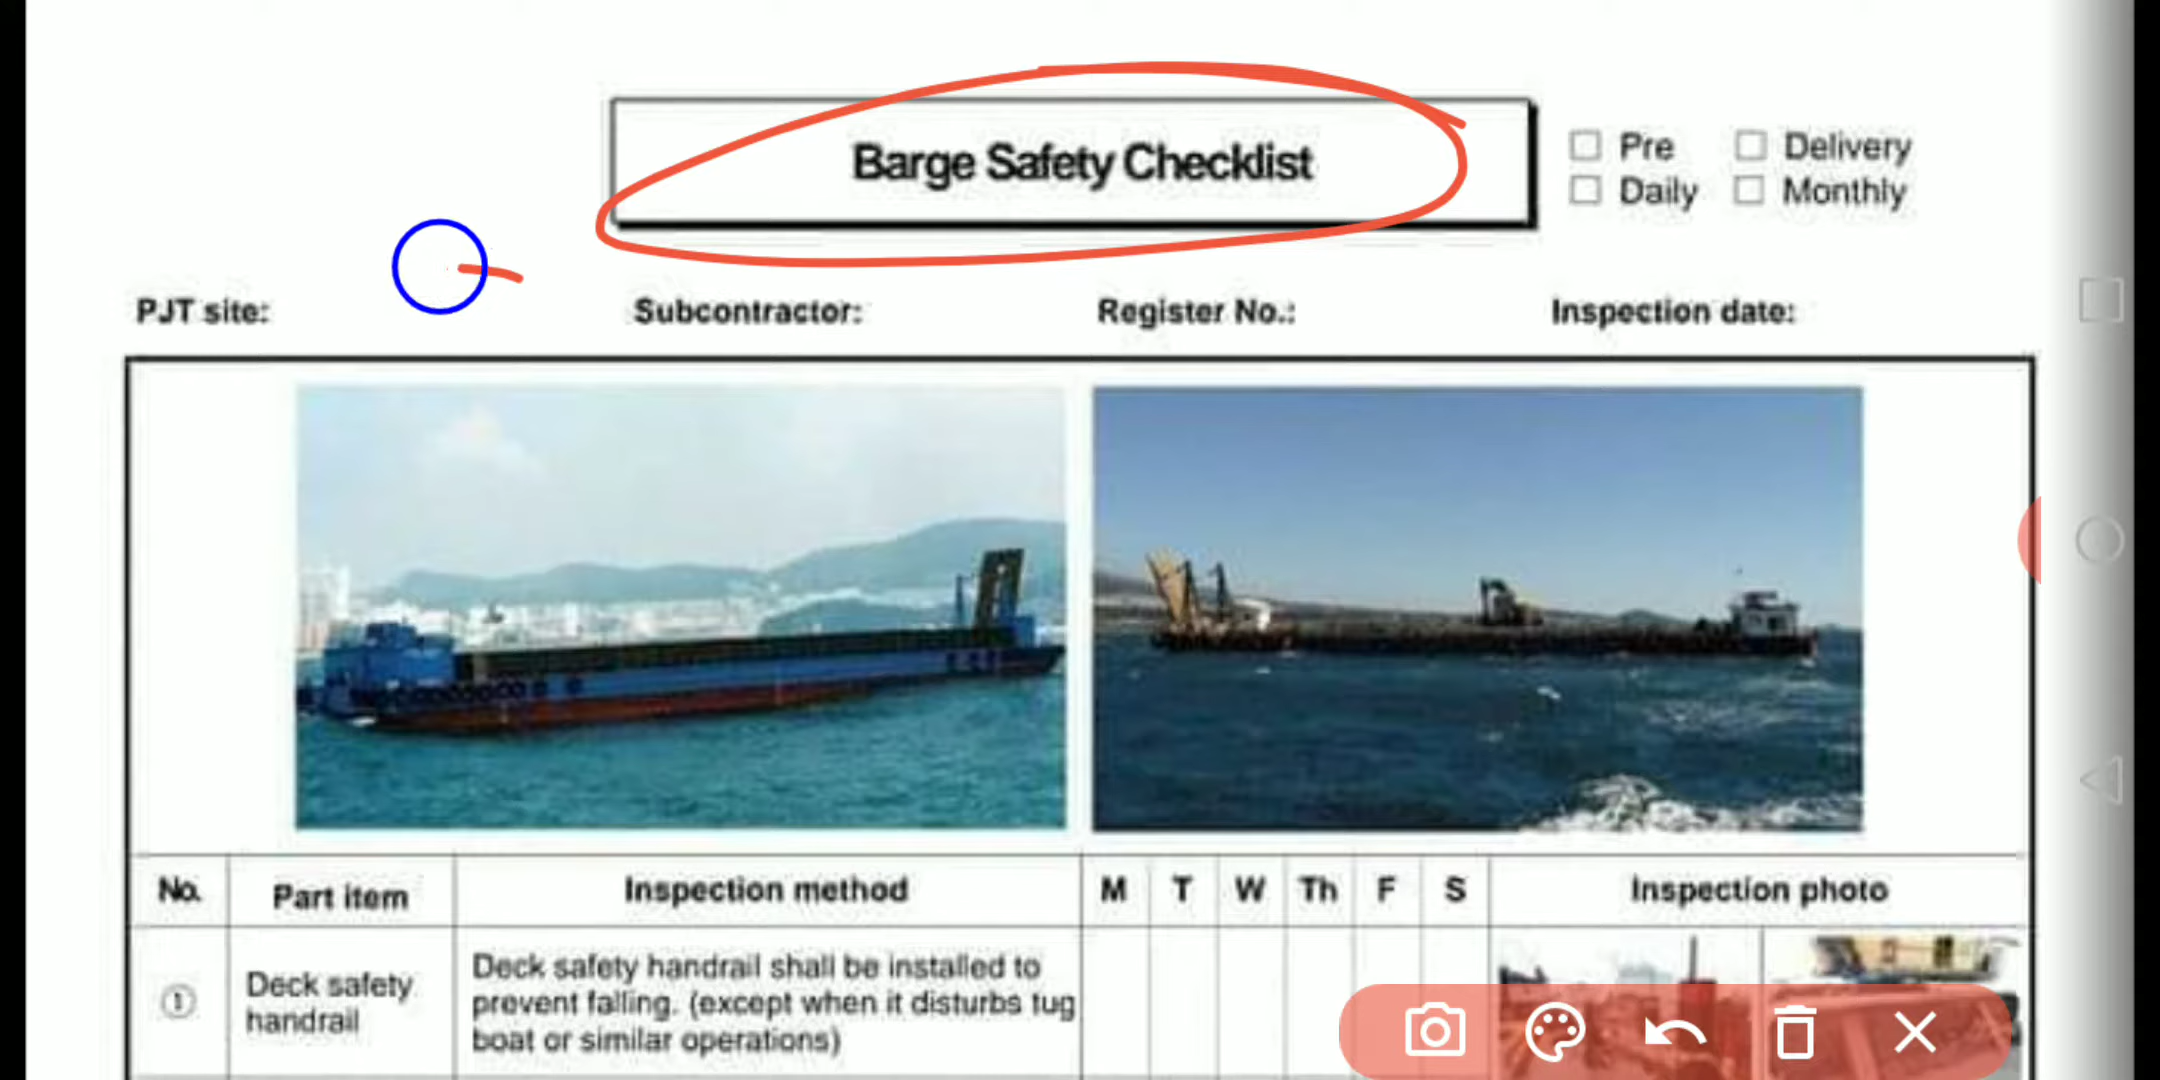 Barge Safety Checklist
☐ Pre ☐ Delivery
☐ Daily ☐ Monthly
PJT site: Subcontractor: Register No.: Inspection date:
No. Part item Inspection method M T W Th F S Inspection photo
① Deck safety handrail
Deck safety handrail shall be installed to
prevent falling. (except when it disturbs tug
boat or similar operations)